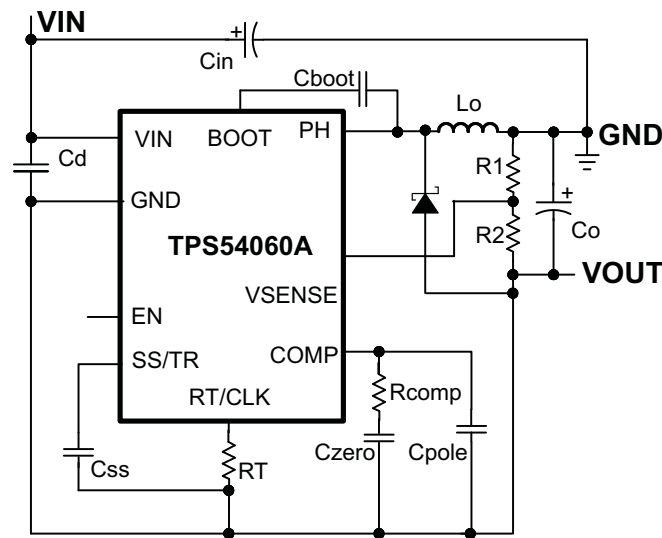 VIN
+
Cin
Cboot
Lo
VIN
BOOT
PH
GND
Cd
R1
GND
+
TPS54060A
R2
Co
VOUT
VSENSE
EN
COMP
SS/TR
RT/CLK
Rcomp
Czero
Cpole
Css
RT